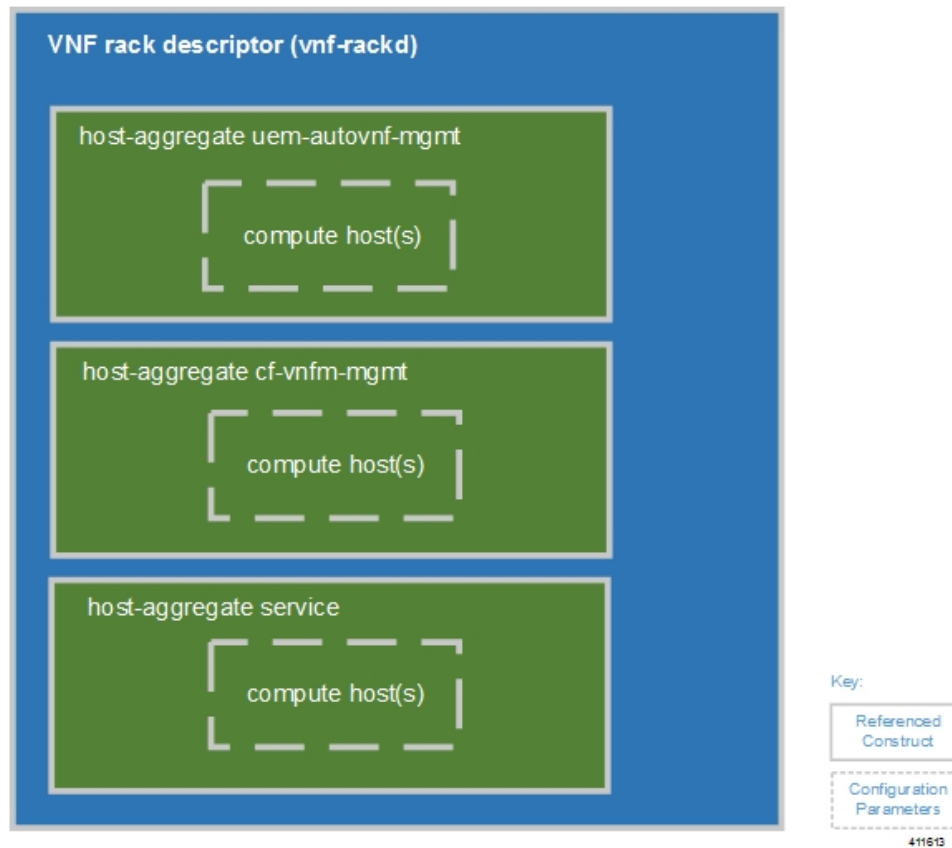 VNF rack descriptor (vnf-rackd)
host-aggregate uem-autovnf-mgmt
compute host(s)
host-aggregate cf-vnfm-mgmt
compute host(s)
host-aggregate service
compute host(s)
Key:
Referenced
Construct
Configuration
Parameters
411613